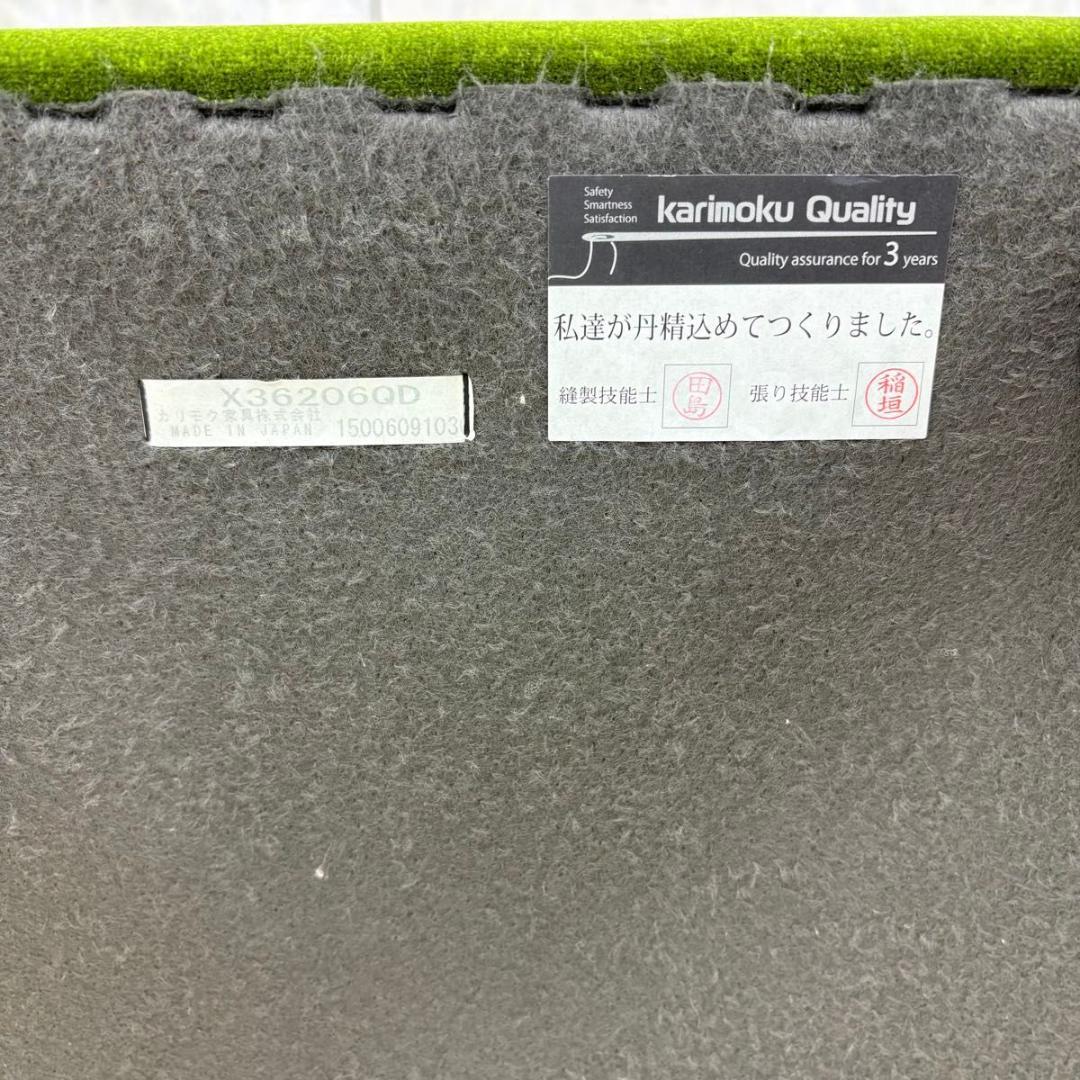 Safety
Smartness
Satisfaction
karimoku Quality
Quality assurance for 3 years
私達が丹精込めてつくりました。
縫製技能士 田島 張り技能士 稲垣
X36206QD
カリモク家具株式会社
MADE IN JAPAN 1500609103